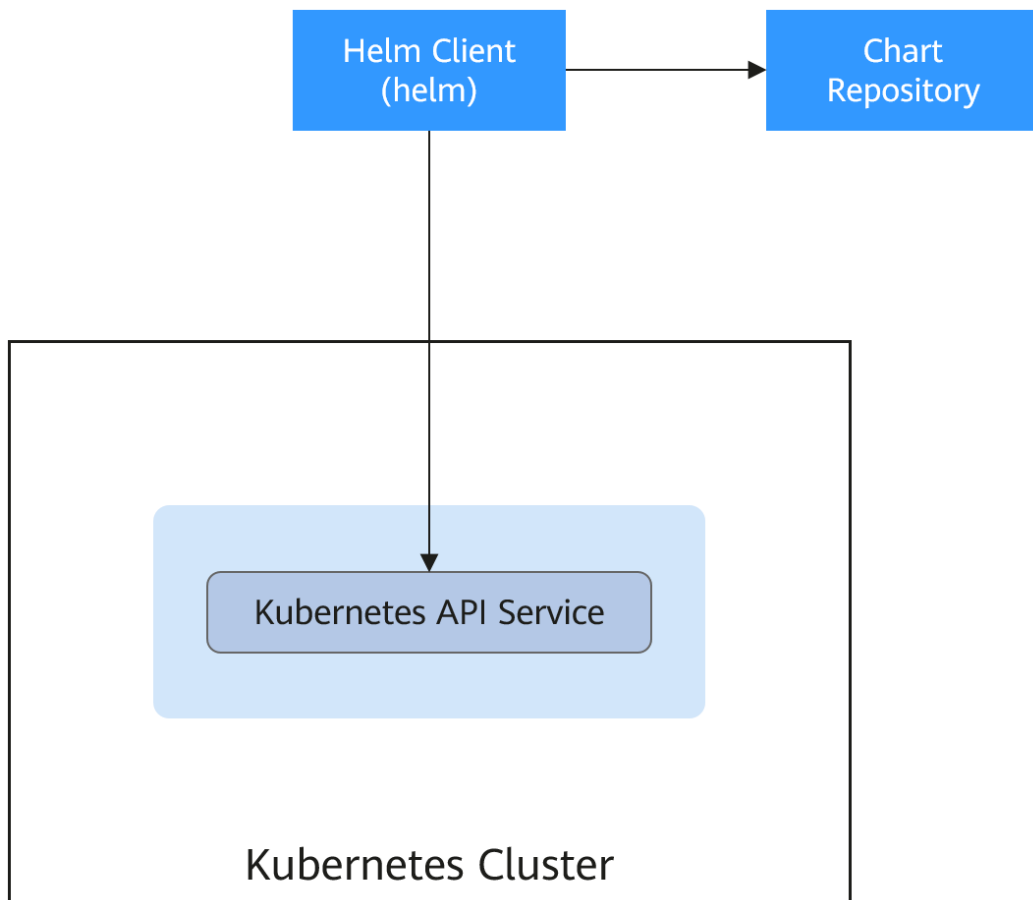 Helm Client
(helm)
Chart
Repository
Kubernetes API Service
Kubernetes Cluster